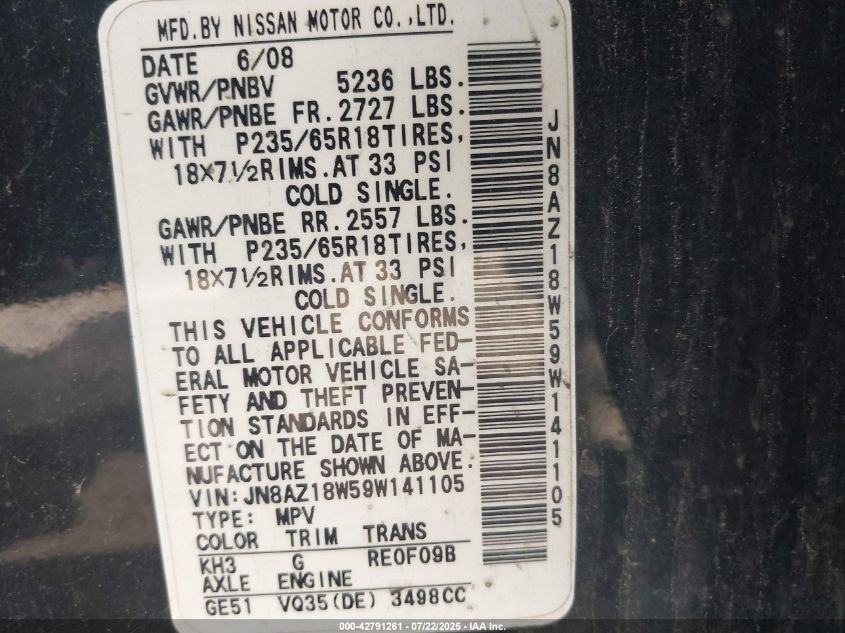 MFD.BY NISSAN MOTOR CO.,LTD.
DATE 6/08
GVWR/PNBV 5236 LBS.
GAWR/PNBE FR.2727 LBS.
WITH P235/65R18TIRES,
18X7½RIMS.AT 33 PSI
COLD SINGLE.
GAWR/PNBE RR.2557 LBS.
WITH P235/65R18TIRES,
18X7½RIMS.AT 33 PSI
COLD SINGLE.
THIS VEHICLE CONFORMS
TO ALL APPLICABLE FED-
ERAL MOTOR VEHICLE SA-
FETY AND THEFT PREVEN-
TION STANDARDS IN EFF-
ECT ON THE DATE OF MA-
NUFACTURE SHOWN ABOVE.
VIN:JN8AZ18W59W141105
TYPE: MPV
COLOR TRIM TRANS
KH3 G RE0F09B
AXLE ENGINE
GE51 VQ35(DE) 3498CC
JN8AZ18W59W141105
000-42791261 - 07/22/2025 - IAA Inc.